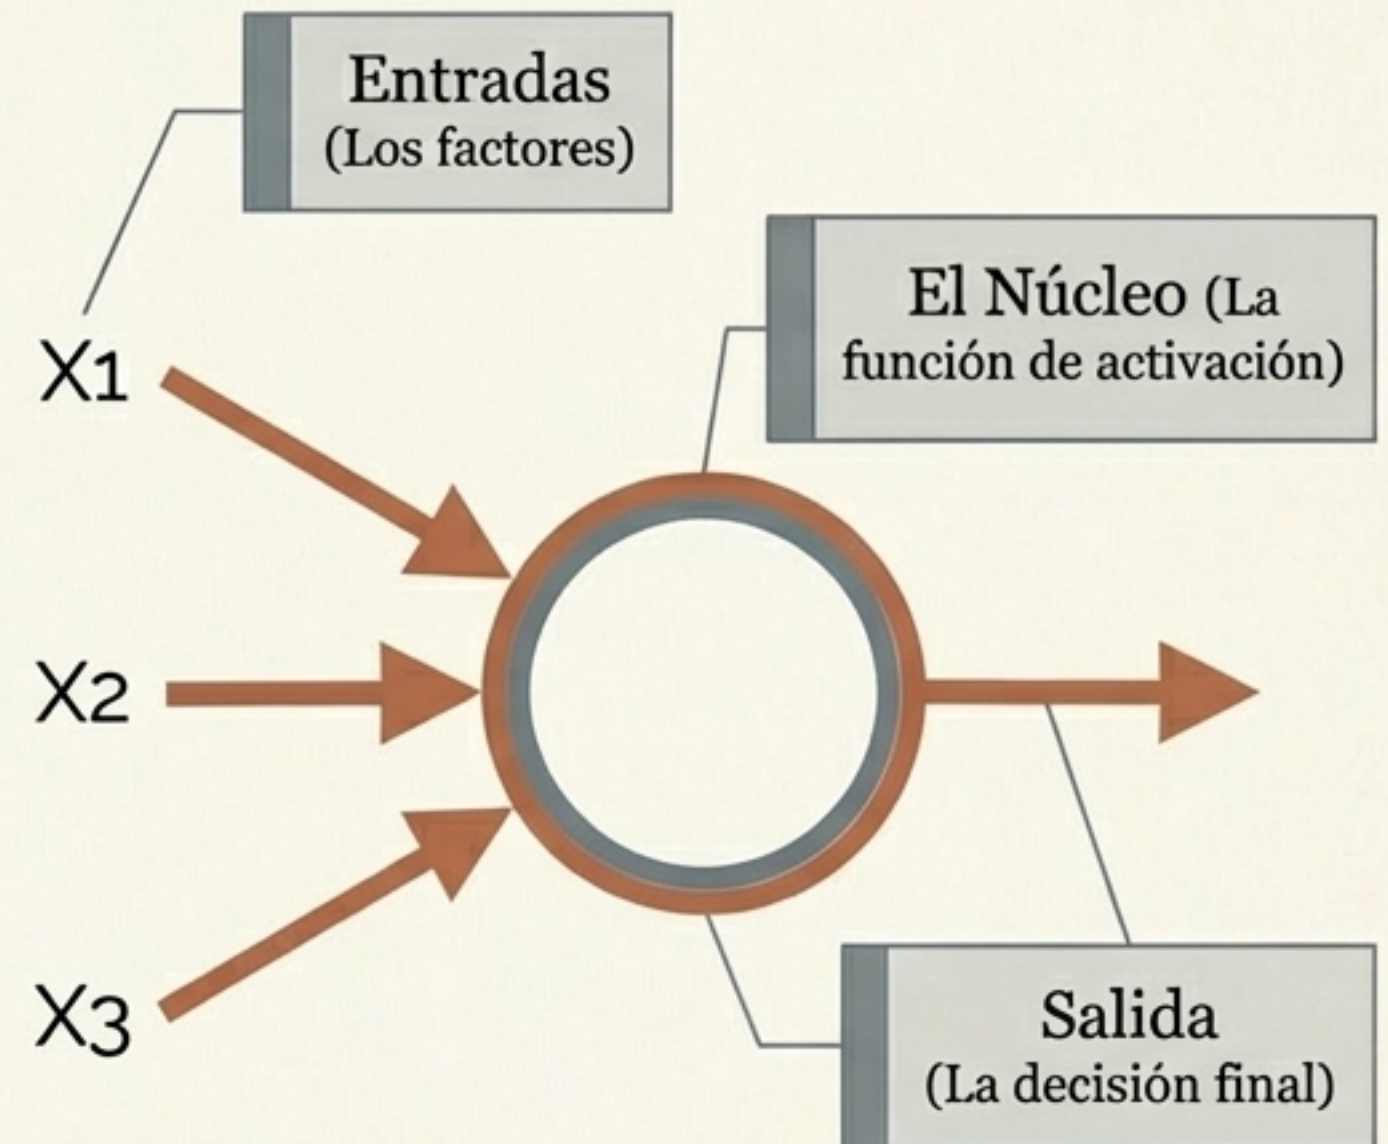 Entradas
(Los factores)
El Núcleo (La
función de activación)
X1
X2
X3
Salida
(La decisión final)